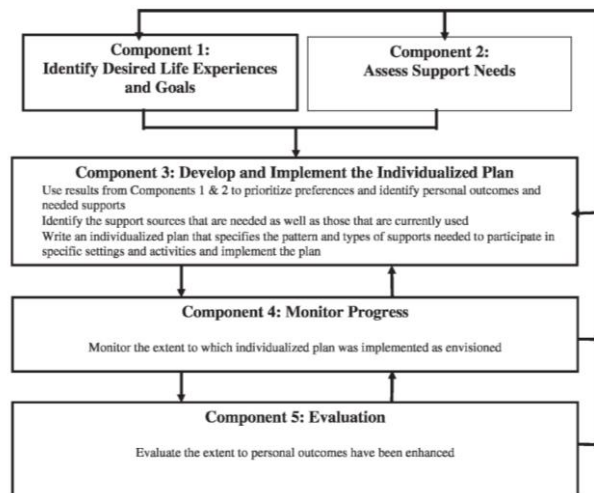 Component 1:
Identify Desired Life Experiences
and Goals
Component 2:
Assess Support Needs
Component 3: Develop and Implement the Individualized Plan
Use results from Components 1 & 2 to prioritize preferences and identify personal outcomes and
needed supports
Identify the support sources that are needed as well as those that are currently used
Write an individualized plan that specifies the pattern and types of supports needed to participate in
specific settings and activities and implement the plan
Component 4: Monitor Progress
Monitor the extent to which individualized plan was implemented as envisioned
Component 5: Evaluation
Evaluate the extent to personal outcomes have been enhanced